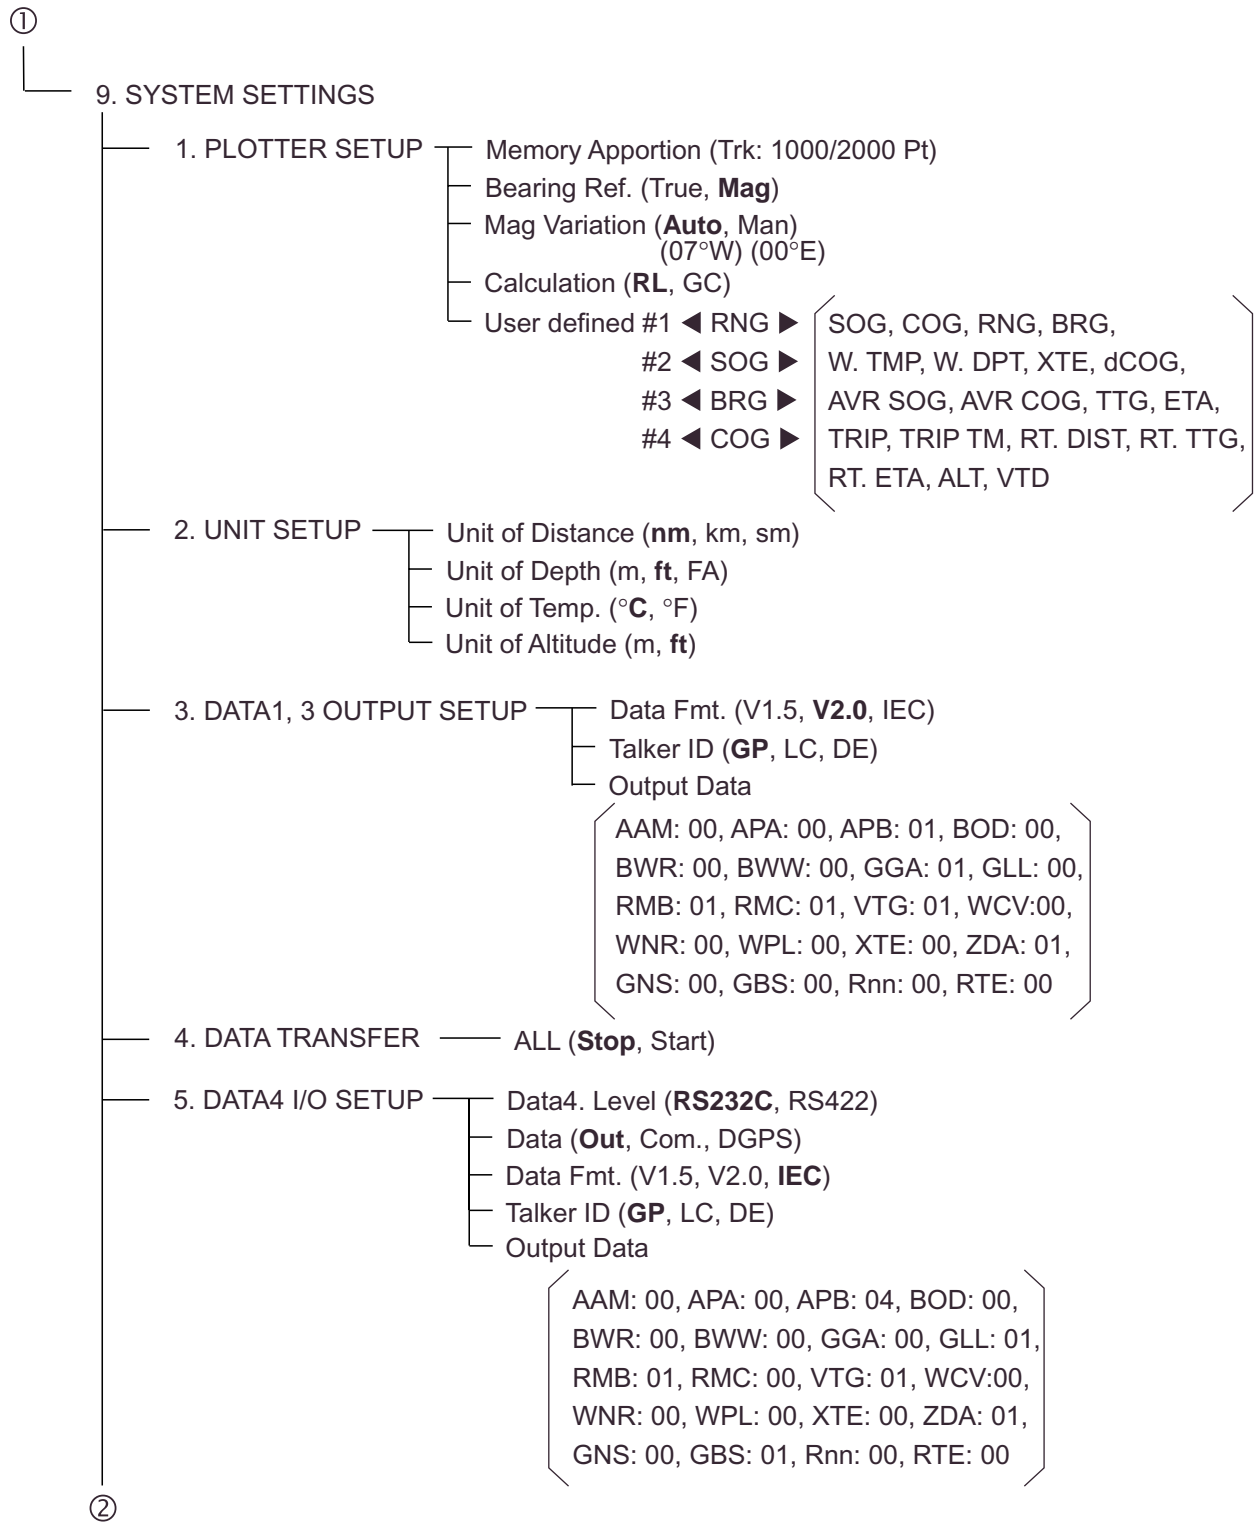 ①
9. SYSTEM SETTINGS
1. PLOTTER SETUP
Memory Apportion (Trk: 1000/2000 Pt)
Bearing Ref. (True, Mag)
Mag Variation (Auto, Man)
(07°W) (00°E)
Calculation (RL, GC)
User defined #1 ◀ RNG ▶
#2 ◀ SOG ▶
#3 ◀ BRG ▶
#4 ◀ COG ▶
SOG, COG, RNG, BRG,
W. TMP, W. DPT, XTE, dCOG,
AVR SOG, AVR COG, TTG, ETA,
TRIP, TRIP TM, RT. DIST, RT. TTG,
RT. ETA, ALT, VTD
2. UNIT SETUP
Unit of Distance (nm, km, sm)
Unit of Depth (m, ft, FA)
Unit of Temp. (°C, °F)
Unit of Altitude (m, ft)
3. DATA1, 3 OUTPUT SETUP
Data Fmt. (V1.5, V2.0, IEC)
Talker ID (GP, LC, DE)
Output Data
AAM: 00, APA: 00, APB: 01, BOD: 00,
BWR: 00, BWW: 00, GGA: 01, GLL: 00,
RMB: 01, RMC: 01, VTG: 01, WCV:00,
WNR: 00, WPL: 00, XTE: 00, ZDA: 01,
GNS: 00, GBS: 00, Rnn: 00, RTE: 00
4. DATA TRANSFER
ALL (Stop, Start)
5. DATA4 I/O SETUP
Data4. Level (RS232C, RS422)
Data (Out, Com., DGPS)
Data Fmt. (V1.5, V2.0, IEC)
Talker ID (GP, LC, DE)
Output Data
AAM: 00, APA: 00, APB: 04, BOD: 00,
BWR: 00, BWW: 00, GGA: 00, GLL: 01,
RMB: 01, RMC: 00, VTG: 01, WCV:00,
WNR: 00, WPL: 00, XTE: 00, ZDA: 01,
GNS: 00, GBS: 01, Rnn: 00, RTE: 00
②